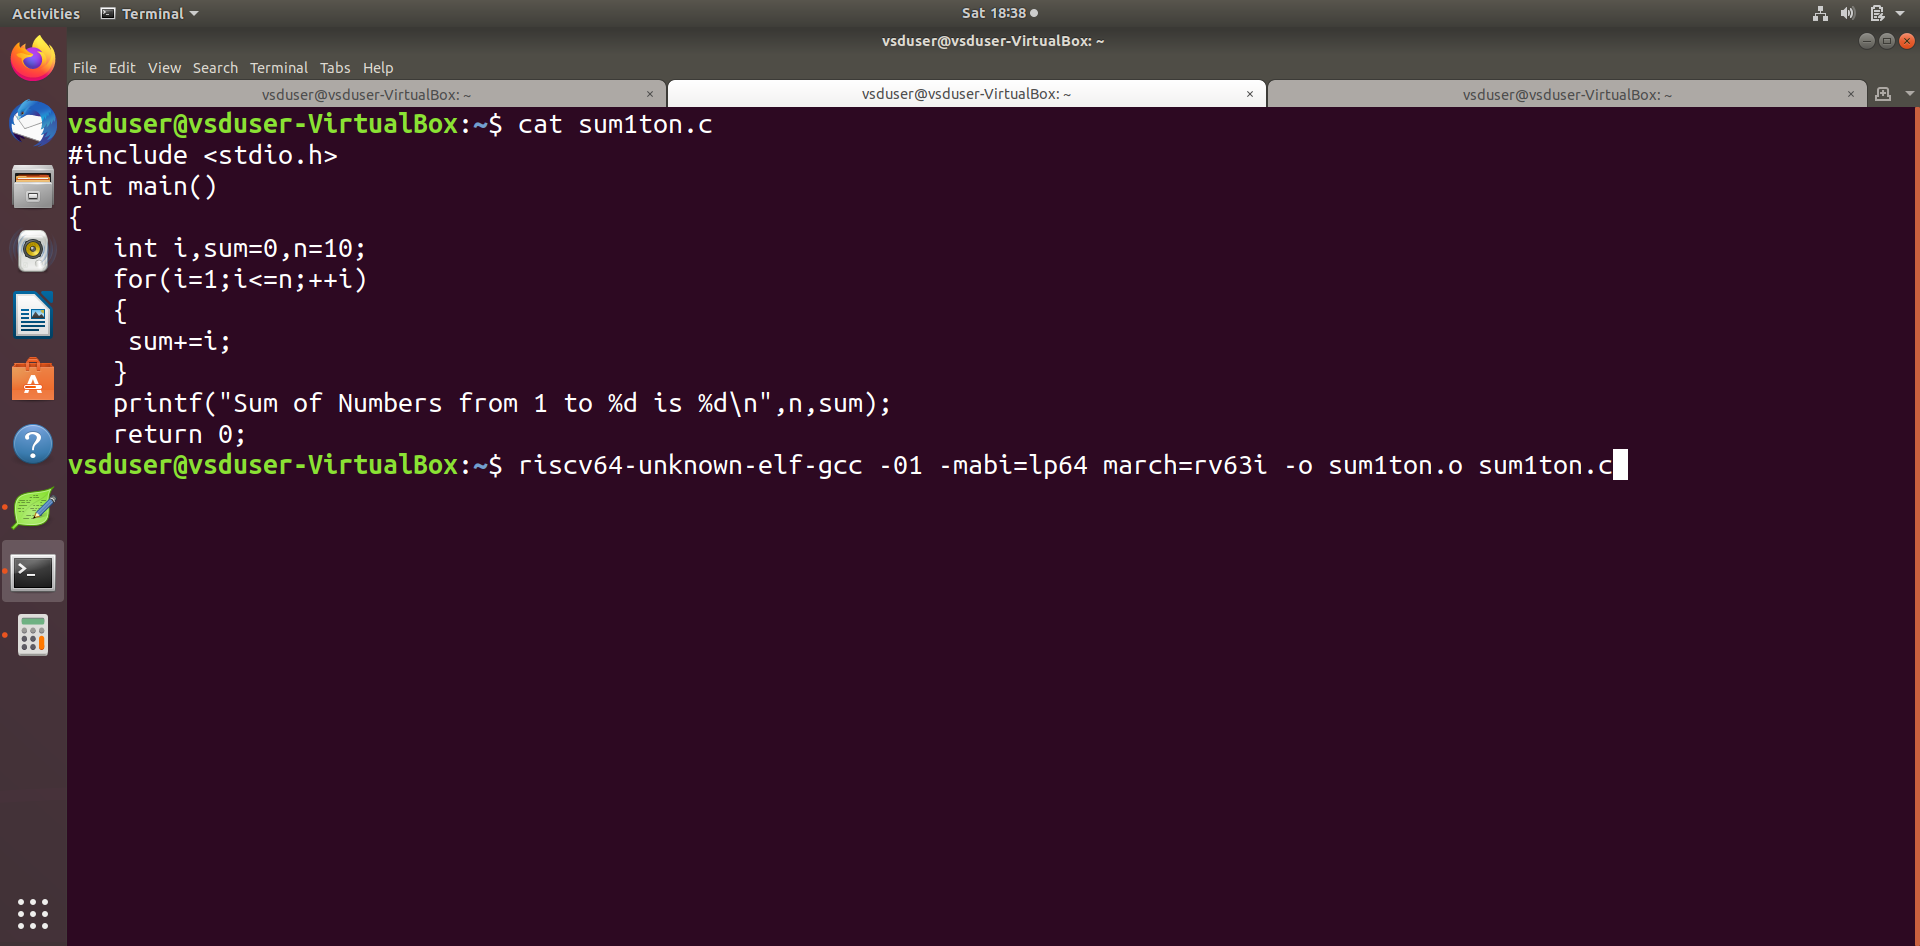 Activities Terminal Sat 18:38
vsduser@vsduser-VirtualBox: ~
File Edit View Search Terminal Tabs Help
vsduser@vsduser-VirtualBox: ~ × vsduser@vsduser-VirtualBox: ~ × vsduser@vsduser-VirtualBox: ~ ×
vsduser@vsduser-VirtualBox:~$ cat sum1ton.c
#include <stdio.h>
int main()
{
   int i,sum=0,n=10;
   for(i=1;i<=n;++i)
   {
    sum+=i;
   }
   printf("Sum of Numbers from 1 to %d is %d\n",n,sum);
   return 0;
vsduser@vsduser-VirtualBox:~$ riscv64-unknown-elf-gcc -01 -mabi=lp64 march=rv63i -o sum1ton.o sum1ton.c